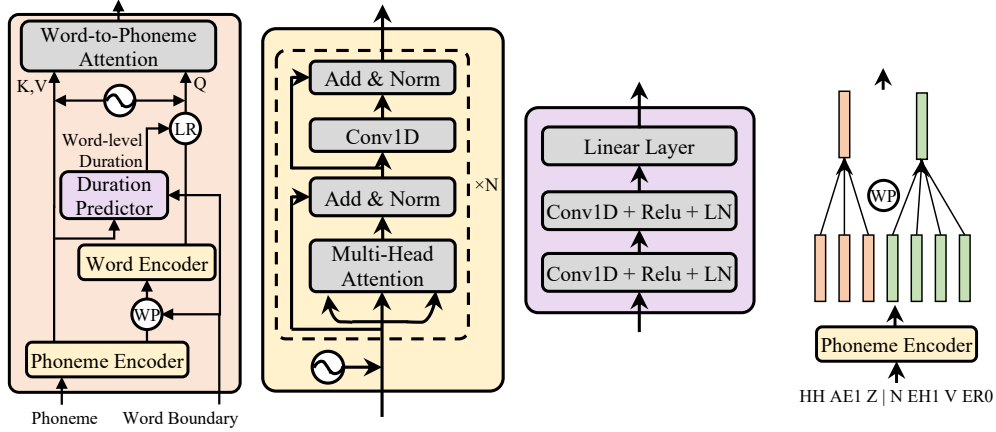 Word-to-Phoneme
Attention
K,V
Q
LR
Word-level
Duration
Duration
Predictor
Word Encoder
WP
Phoneme Encoder
Phoneme
Word Boundary
Add & Norm
Conv1D
Add & Norm
×N
Multi-Head
Attention
Linear Layer
Conv1D + Relu + LN
Conv1D + Relu + LN
WP
Phoneme Encoder
HH AE1 Z | N EH1 V ER0